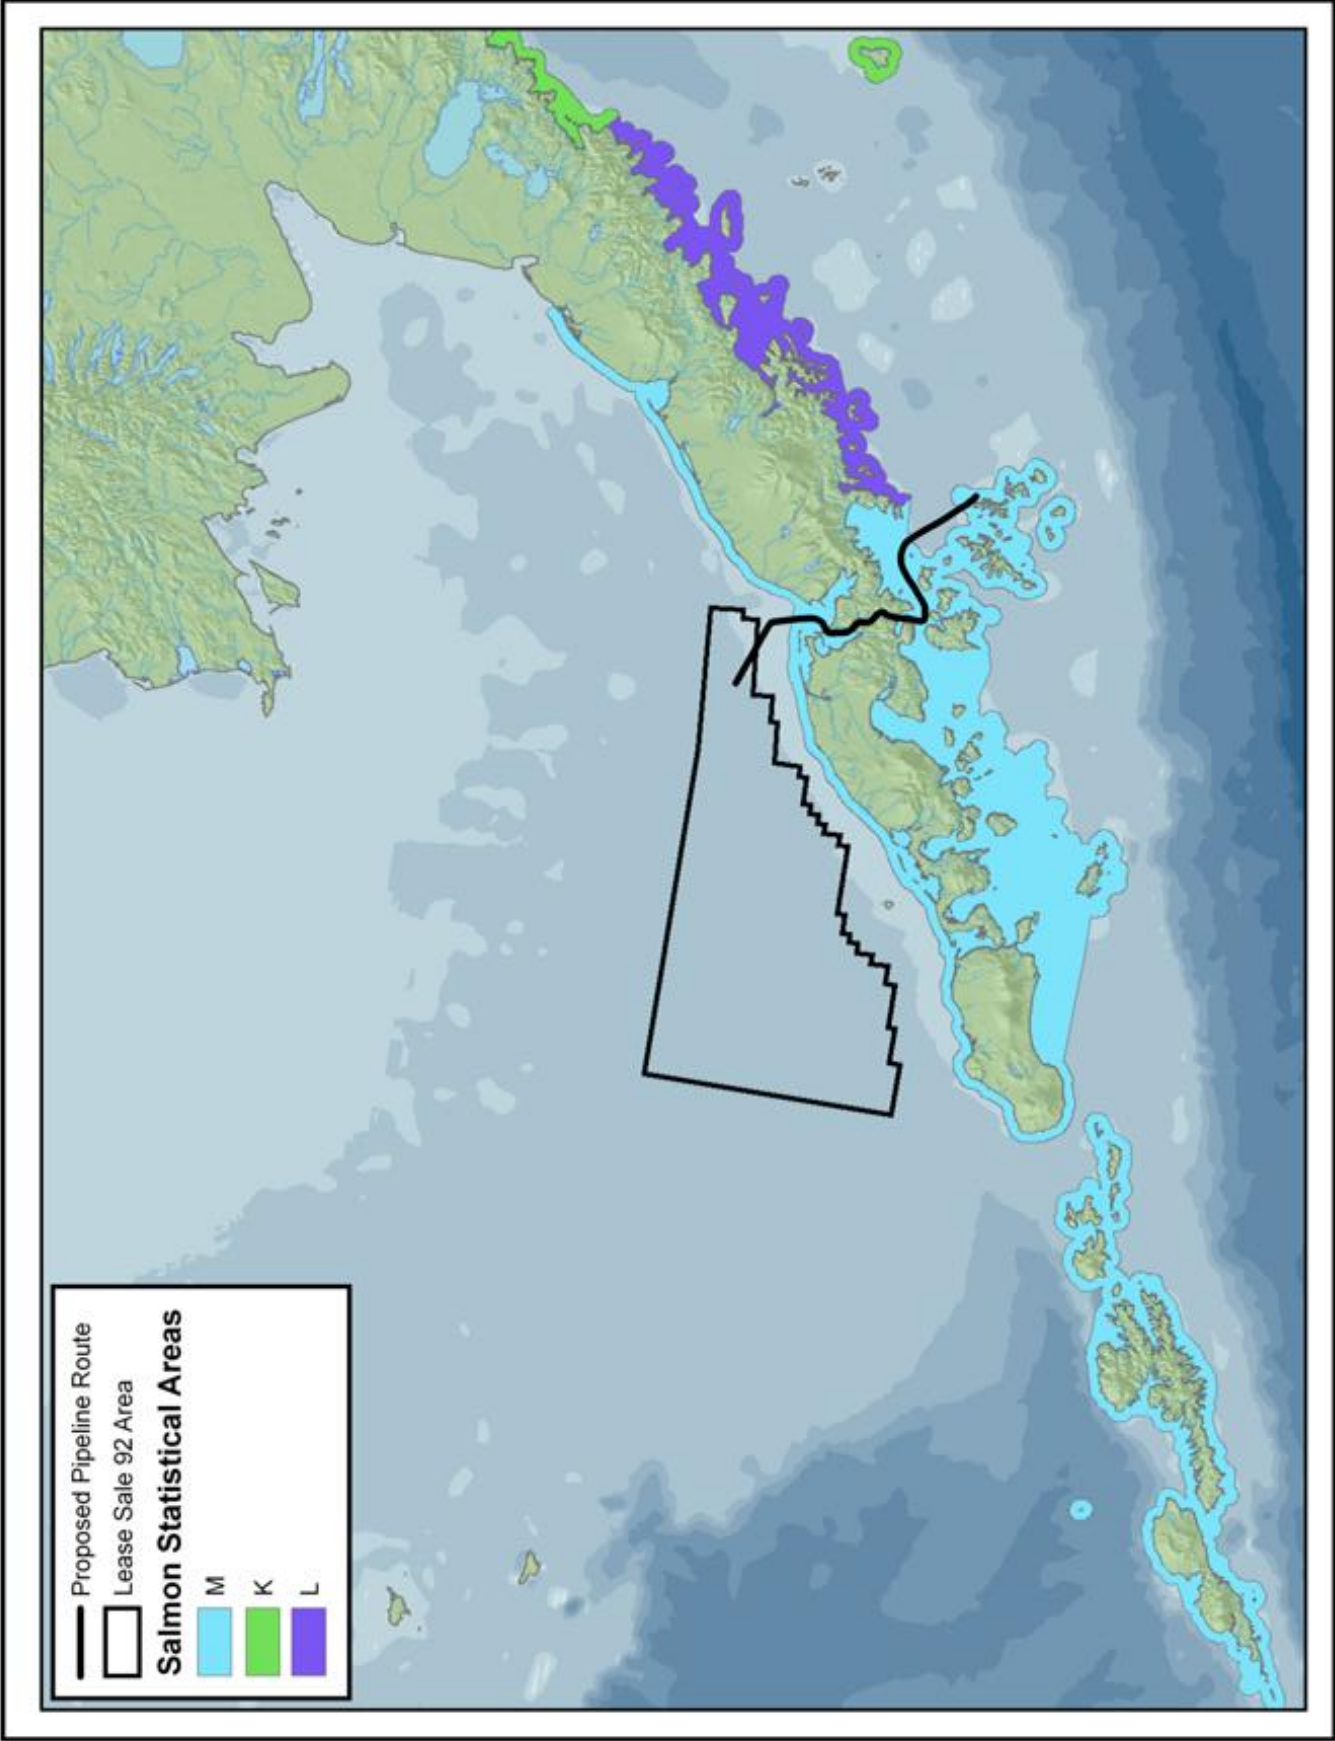 Proposed Pipeline Route
Lease Sale 92 Area
Salmon Statistical Areas
M
K
L